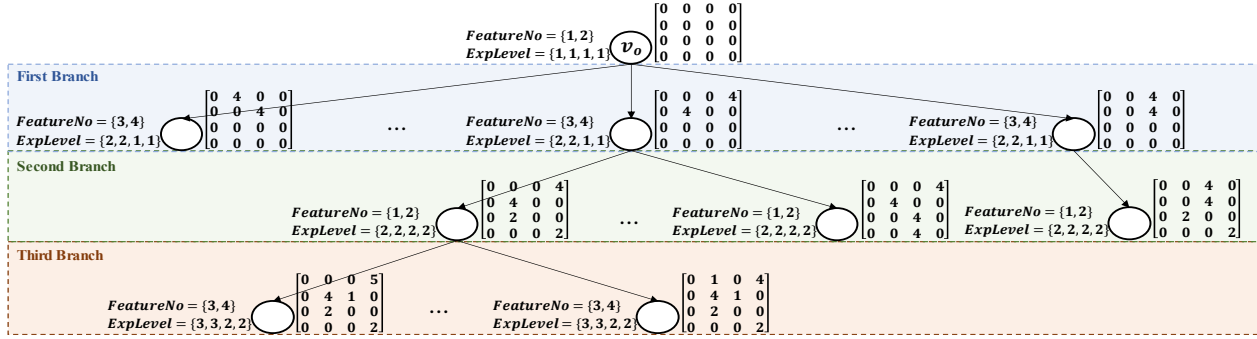 FeatureNo = {1,2}
ExpLevel = {1,1,1,1}
v_o
0 0 0 0
0 0 0 0
0 0 0 0
0 0 0 0
First Branch
FeatureNo = {3,4}
ExpLevel = {2,2,1,1}
0 4 0 0
0 0 4 0
0 0 0 0
0 0 0 0
...
FeatureNo = {3,4}
ExpLevel = {2,2,1,1}
0 0 0 4
0 4 0 0
0 0 0 0
0 0 0 0
...
FeatureNo = {3,4}
ExpLevel = {2,2,1,1}
0 0 4 0
0 0 4 0
0 0 0 0
0 0 0 0
Second Branch
FeatureNo = {1,2}
ExpLevel = {2,2,2,2}
0 0 0 4
0 4 0 0
0 2 0 0
0 0 0 2
...
FeatureNo = {1,2}
ExpLevel = {2,2,2,2}
0 0 0 4
0 4 0 0
0 0 4 0
0 0 4 0
FeatureNo = {1,2}
ExpLevel = {2,2,2,2}
0 0 4 0
0 0 4 0
0 2 0 0
0 0 0 2
Third Branch
FeatureNo = {3,4}
ExpLevel = {3,3,2,2}
0 0 0 5
0 4 1 0
0 2 0 0
0 0 0 2
...
FeatureNo = {3,4}
ExpLevel = {3,3,2,2}
0 1 0 4
0 4 1 0
0 2 0 0
0 0 0 2